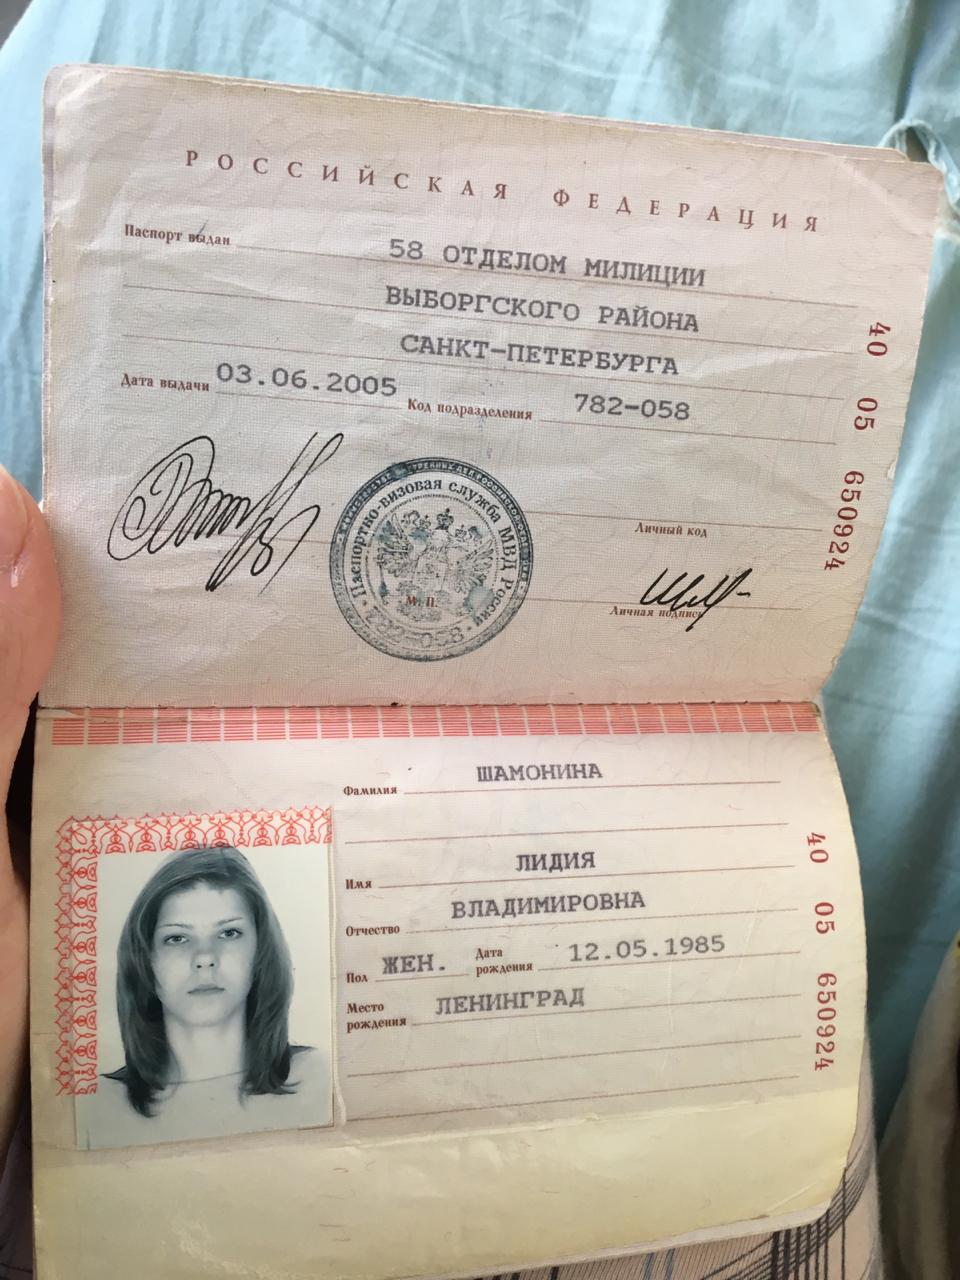 РОССИЙСКАЯ ФЕДЕРАЦИЯ
Паспорт выдан 58 ОТДЕЛОМ МИЛИЦИИ
ВЫБОРГСКОГО РАЙОНА
САНКТ-ПЕТЕРБУРГА
Дата выдачи 03.06.2005 Код подразделения 782-058
Личный код
Паспортно-визовая служба МВД России
782-058
М. П.
Личная подпись
40 05 650924
Фамилия ШАМОНИНА
Имя ЛИДИЯ
Отчество ВЛАДИМИРОВНА
Пол ЖЕН. Дата рождения 12.05.1985
Место рождения ЛЕНИНГРАД
40 05 650924